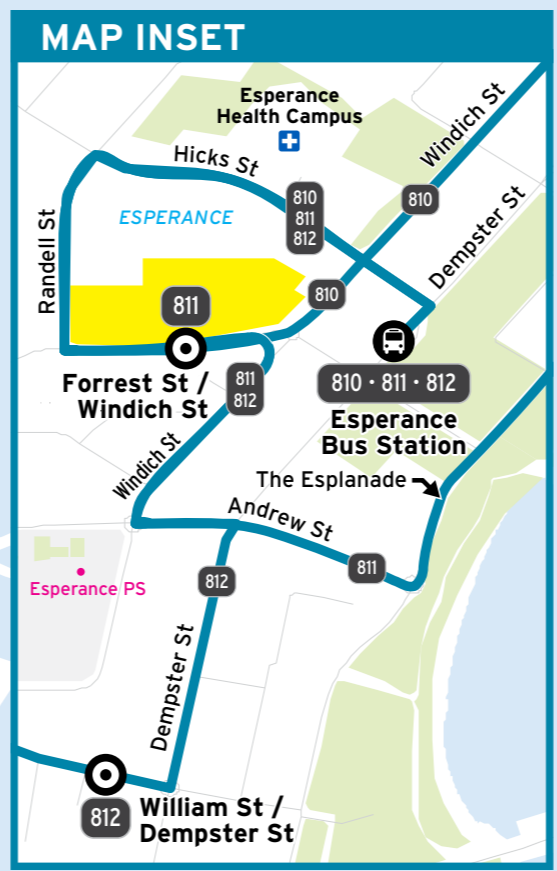 MAP INSET
Esperance
Health Campus
Windich St
Hicks St
810
810
811
812
Dempster St
ESPERANCE
Randell St
810
811
Forrest St /
Windich St
811
812
810 · 811 · 812
Esperance
Bus Station
Windich St
The Esplanade
Andrew St
811
Esperance PS
812
Dempster St
812
William St /
Dempster St